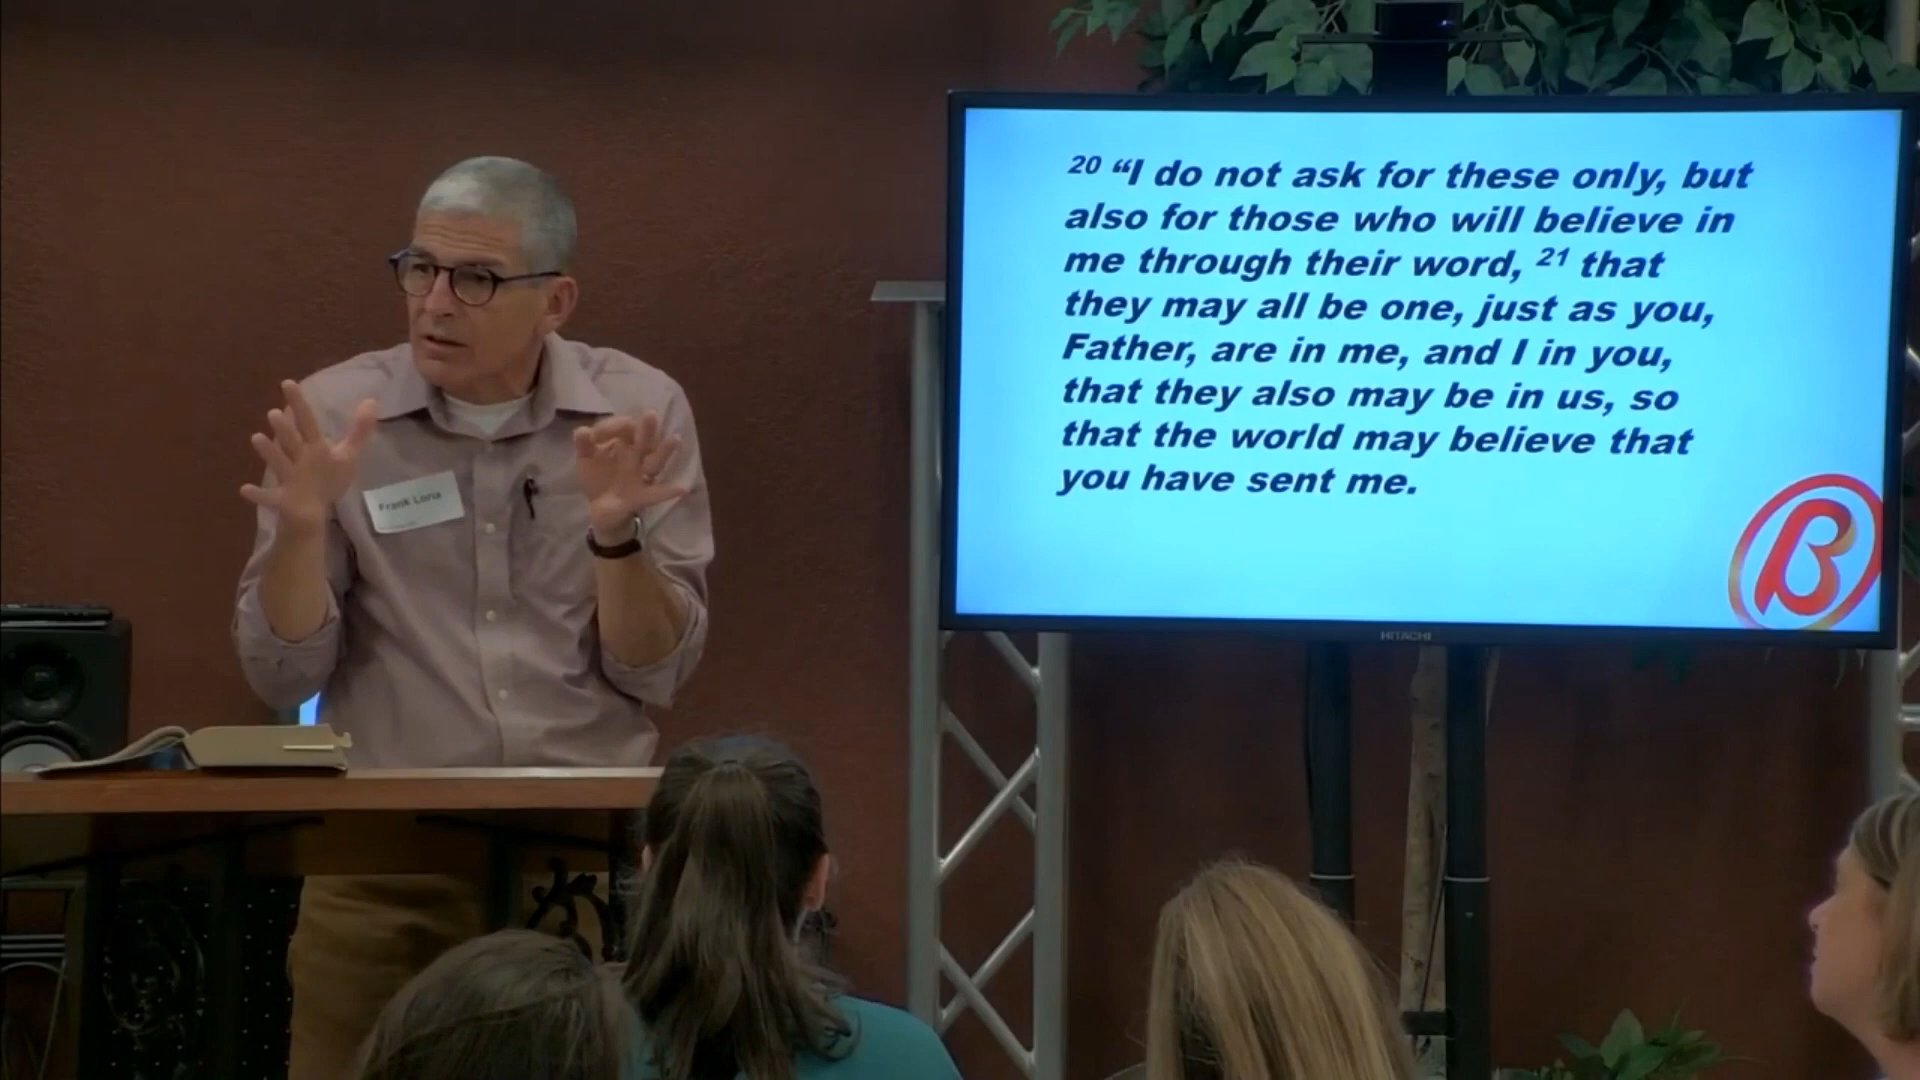 20 “I do not ask for these only, but
also for those who will believe in
me through their word, 21 that
they may all be one, just as you,
Father, are in me, and I in you,
that they also may be in us, so
that the world may believe that
you have sent me.
HITACHI
Frank Loria